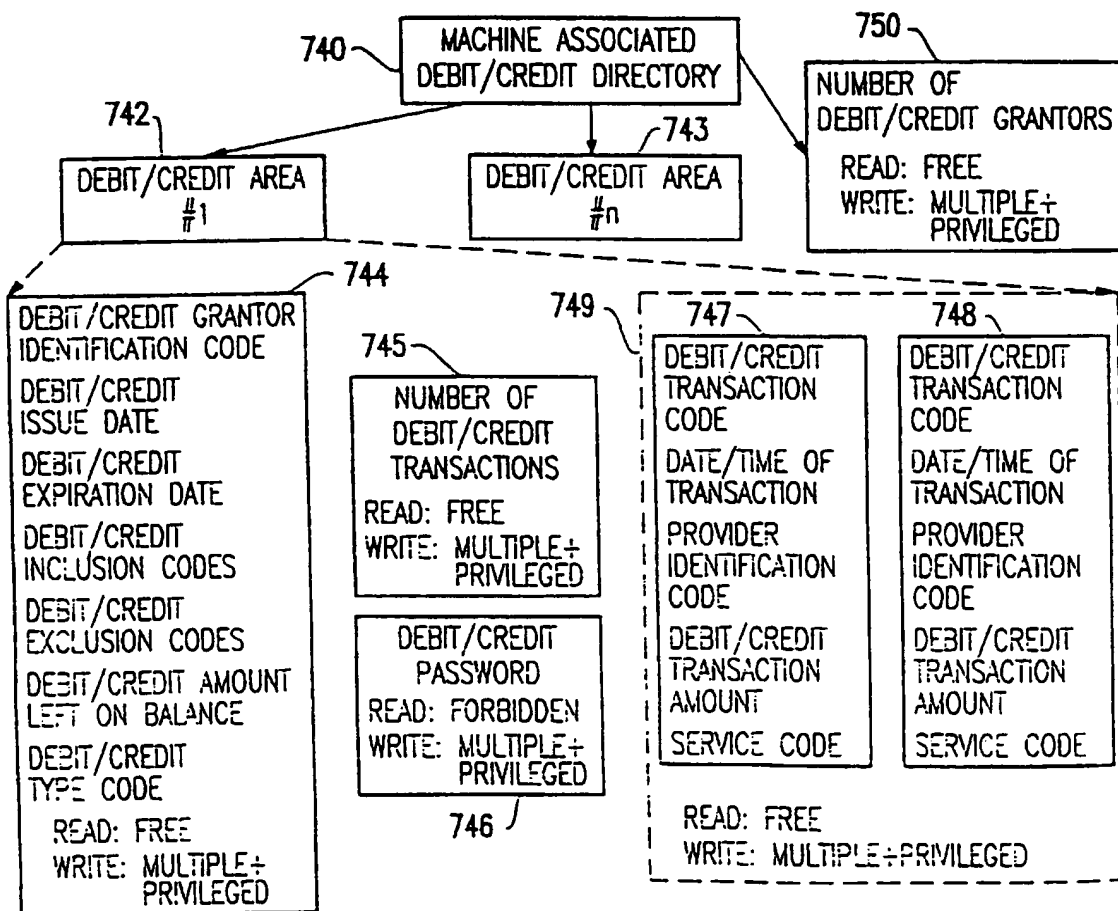 740
MACHINE ASSOCIATED
DEBIT/CREDIT DIRECTORY
750
NUMBER OF
DEBIT/CREDIT GRANTORS
READ: FREE
WRITE: MULTIPLE÷
PRIVILEGED
742
DEBIT/CREDIT AREA
#1
743
DEBIT/CREDIT AREA
#n
744
DEBIT/CREDIT GRANTOR
IDENTIFICATION CODE
DEBIT/CREDIT
ISSUE DATE
DEBIT/CREDIT
EXPIRATION DATE
DEBIT/CREDIT
INCLUSION CODES
DEBIT/CREDIT
EXCLUSION CODES
DEBIT/CREDIT AMOUNT
LEFT ON BALANCE
DEBIT/CREDIT
TYPE CODE
READ: FREE
WRITE: MULTIPLE÷
PRIVILEGED
745
NUMBER OF
DEBIT/CREDIT
TRANSACTIONS
READ: FREE
WRITE: MULTIPLE÷
PRIVILEGED
DEBIT/CREDIT
PASSWORD
READ: FORBIDDEN
WRITE: MULTIPLE÷
PRIVILEGED
746
749
747
DEBIT/CREDIT
TRANSACTION
CODE
DATE/TIME OF
TRANSACTION
PROVIDER
IDENTIFICATION
CODE
DEBIT/CREDIT
TRANSACTION
AMOUNT
SERVICE CODE
748
DEBIT/CREDIT
TRANSACTION
CODE
DATE/TIME OF
TRANSACTION
PROVIDER
IDENTIFICATION
CODE
DEBIT/CREDIT
TRANSACTION
AMOUNT
SERVICE CODE
READ: FREE
WRITE: MULTIPLE÷PRIVILEGED